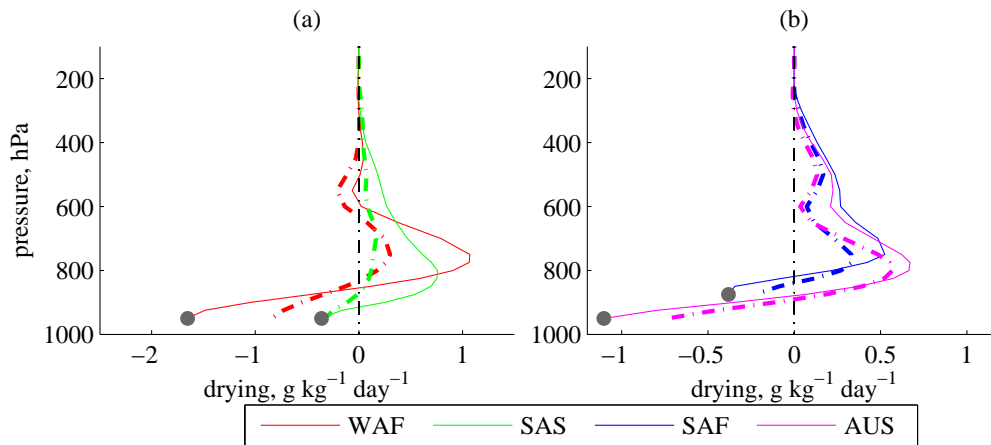 (a)
(b)
pressure, hPa
200
400
600
800
1000
200
400
600
800
1000
−2 −1 0 1
−1 −0.5 0 0.5 1
drying, g kg−1 day−1
drying, g kg−1 day−1
WAF SAS SAF AUS